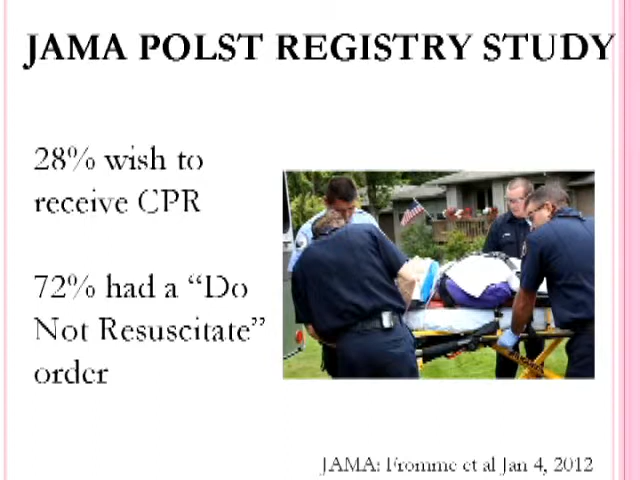 JAMA POLST REGISTRY STUDY
28% wish to
receive CPR
72% had a “Do
Not Resuscitate”
order
JAMA: Fromme et al Jan 4, 2012